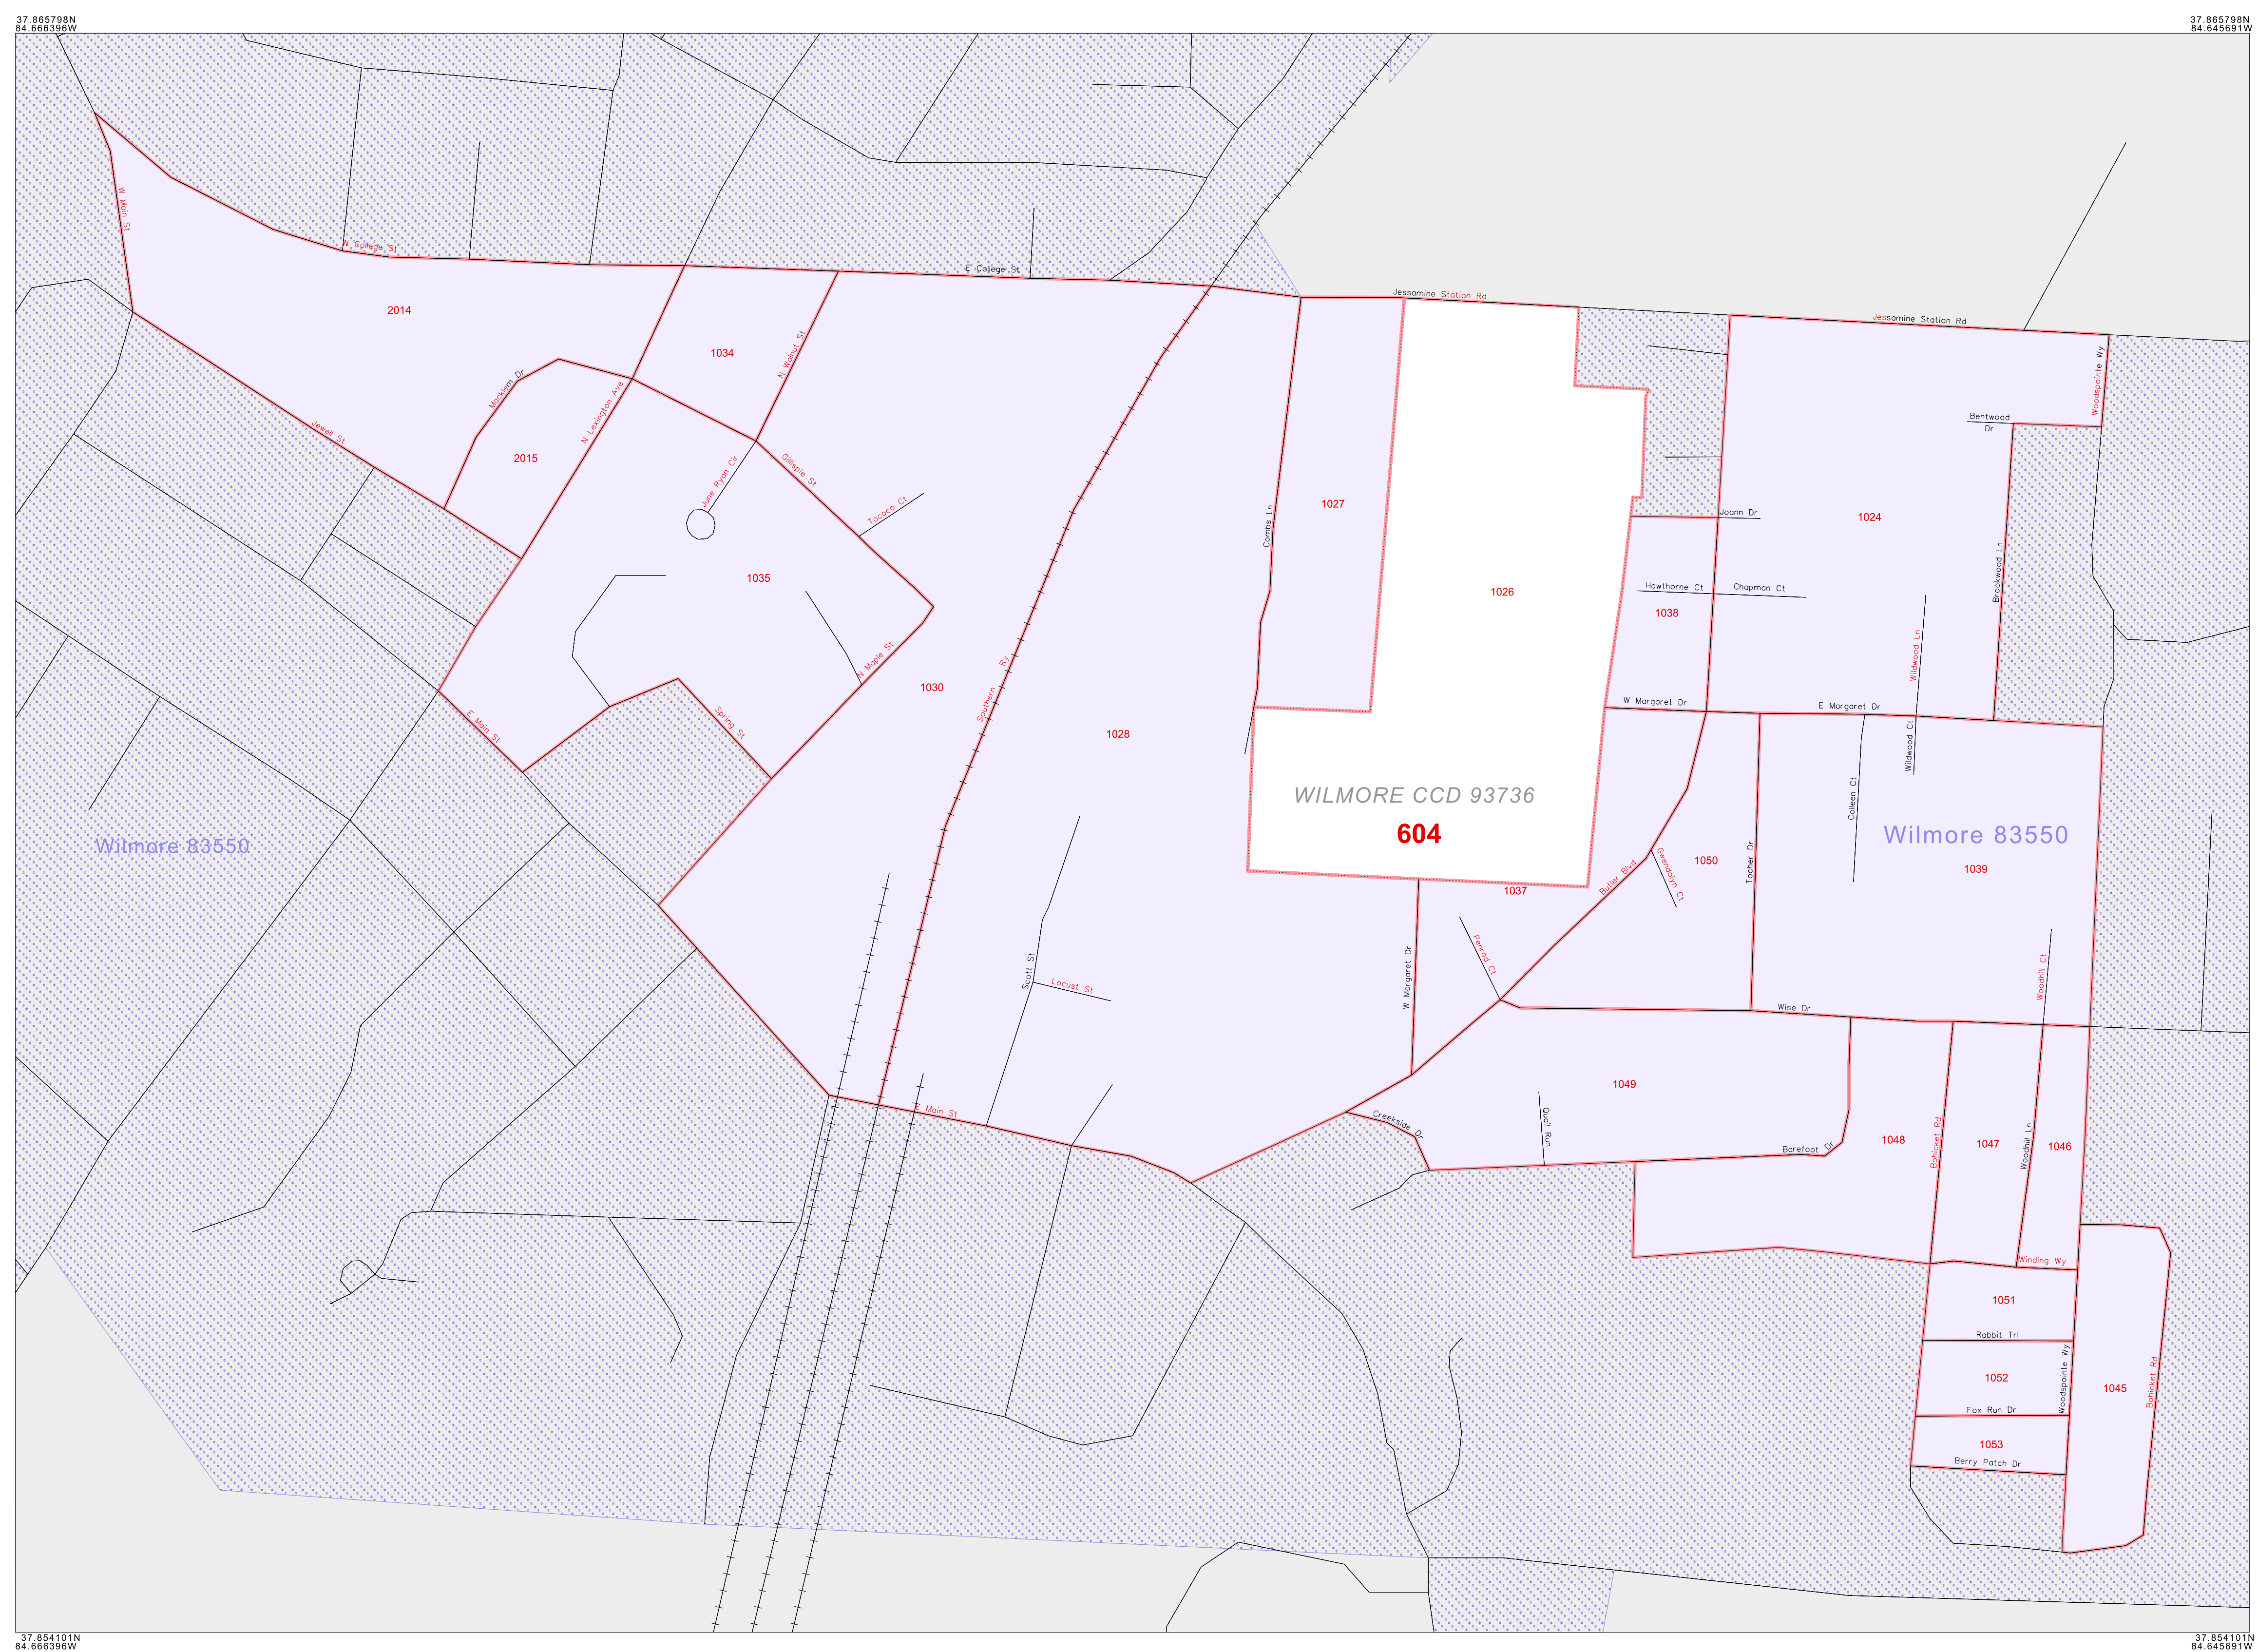 37.865798N
84.666396W
37.865798N
84.645691W
W Main St
W College St
E College St
Jessamine Station Rd
Jessamine Station Rd
2014
1034
N Walnut St
Macklem Dr
N Lexington Ave
Woodspointe Wy
Bentwood
Dr
Jewell St
2015
June Ryan Cir
Gillispie St
Tococo Ct
Combs Ln
1027
Joann Dr
1024
1035
1026
Hawthorne Ct
Chapman Ct
Brookwood Ln
1038
Wildwood Ln
N Maple St
1030
Southern Ry
W Margaret Dr
E Margaret Dr
E Main St
Spring St
1028
Wildwood Ct
Colleen Ct
WILMORE CCD 93736
604
Wilmore 83550
Wilmore 83550
1037
Butler Blvd
Gwendolyn Ct
1050
Tacher Dr
1039
Scott St
Locust St
W Margaret Dr
Penrod Ct
Woodhill Ct
Wise Dr
E Main St
Creekside Dr
1049
Quail Run
Barefoot Dr
1048
Bohicket Rd
1047
Woodhill Ln
1046
Winding Wy
1051
Rabbit Trl
1052
Woodspointe Wy
1045
Bohicket Rd
Fox Run Dr
1053
Berry Patch Dr
37.854101N
84.666396W
37.854101N
84.645691W